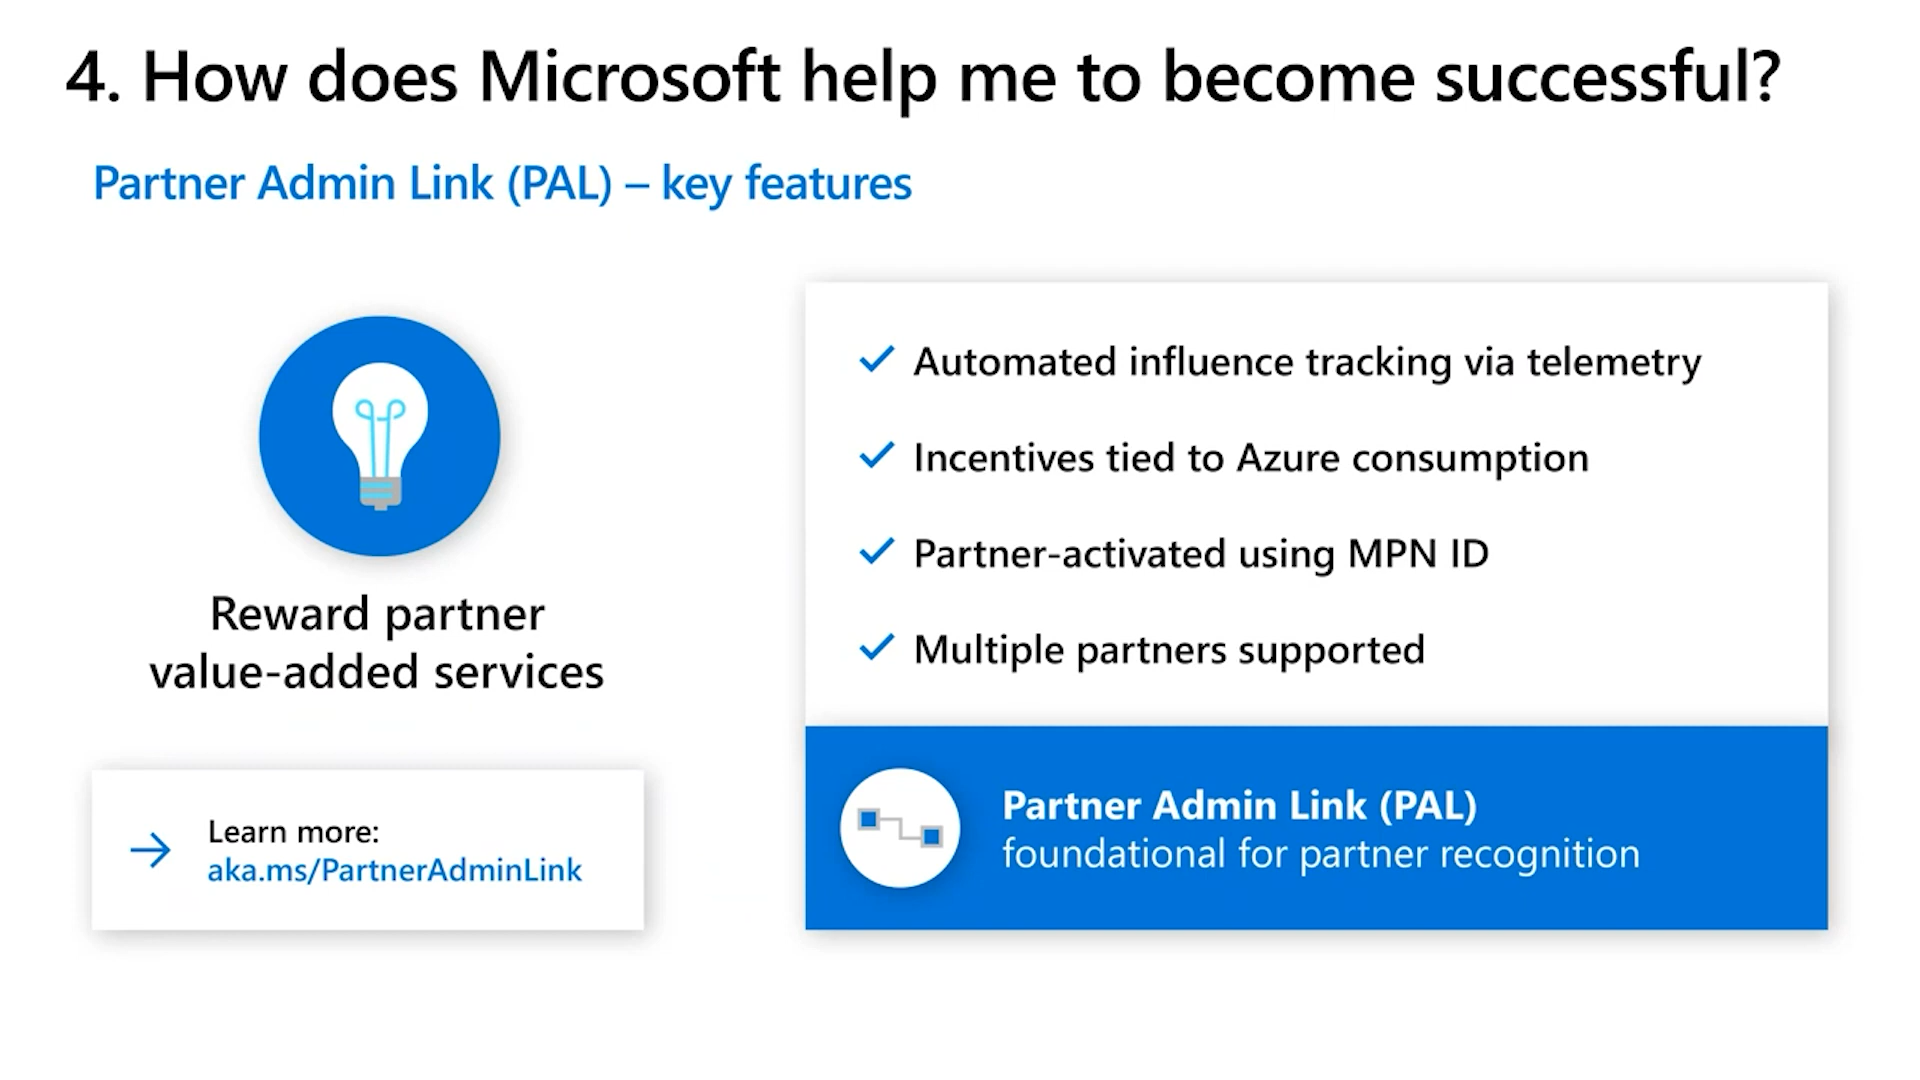 4. How does Microsoft help me to become successful?
Partner Admin Link (PAL) – key features
Reward partner
value-added services
Learn more:
aka.ms/PartnerAdminLink
Automated influence tracking via telemetry
Incentives tied to Azure consumption
Partner-activated using MPN ID
Multiple partners supported
Partner Admin Link (PAL)
foundational for partner recognition